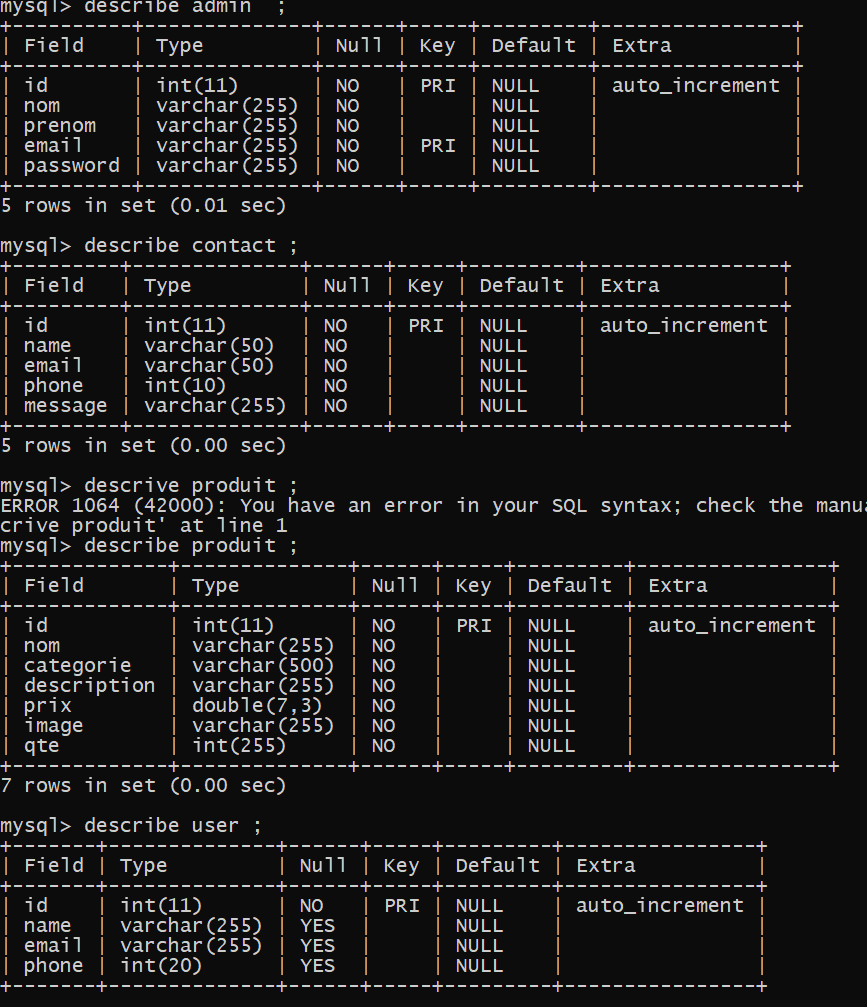 mysql> describe admin  ;
+----------+--------------+------+-----+---------+----------------+
| Field    | Type         | Null | Key | Default | Extra          |
+----------+--------------+------+-----+---------+----------------+
| id       | int(11)      | NO   | PRI | NULL    | auto_increment |
| nom      | varchar(255) | NO   |     | NULL    |                |
| prenom   | varchar(255) | NO   |     | NULL    |                |
| email    | varchar(255) | NO   | PRI | NULL    |                |
| password | varchar(255) | NO   |     | NULL    |                |
+----------+--------------+------+-----+---------+----------------+
5 rows in set (0.01 sec)
mysql> describe contact ;
+---------+--------------+------+-----+---------+----------------+
| Field   | Type         | Null | Key | Default | Extra          |
+---------+--------------+------+-----+---------+----------------+
| id      | int(11)      | NO   | PRI | NULL    | auto_increment |
| name    | varchar(50)  | NO   |     | NULL    |                |
| email   | varchar(50)  | NO   |     | NULL    |                |
| phone   | int(10)      | NO   |     | NULL    |                |
| message | varchar(255) | NO   |     | NULL    |                |
+---------+--------------+------+-----+---------+----------------+
5 rows in set (0.00 sec)
mysql> descrive produit ;
ERROR 1064 (42000): You have an error in your SQL syntax; check the manua
crive produit' at line 1
mysql> describe produit ;
+-------------+--------------+------+-----+---------+----------------+
| Field       | Type         | Null | Key | Default | Extra          |
+-------------+--------------+------+-----+---------+----------------+
| id          | int(11)      | NO   | PRI | NULL    | auto_increment |
| nom         | varchar(255) | NO   |     | NULL    |                |
| categorie   | varchar(500) | NO   |     | NULL    |                |
| description | varchar(255) | NO   |     | NULL    |                |
| prix        | double(7,3)  | NO   |     | NULL    |                |
| image       | varchar(255) | NO   |     | NULL    |                |
| qte         | int(255)     | NO   |     | NULL    |                |
+-------------+--------------+------+-----+---------+----------------+
7 rows in set (0.00 sec)
mysql> describe user ;
+-------+--------------+------+-----+---------+----------------+
| Field | Type         | Null | Key | Default | Extra          |
+-------+--------------+------+-----+---------+----------------+
| id    | int(11)      | NO   | PRI | NULL    | auto_increment |
| name  | varchar(255) | YES  |     | NULL    |                |
| email | varchar(255) | YES  |     | NULL    |                |
| phone | int(20)      | YES  |     | NULL    |                |
+-------+--------------+------+-----+---------+----------------+